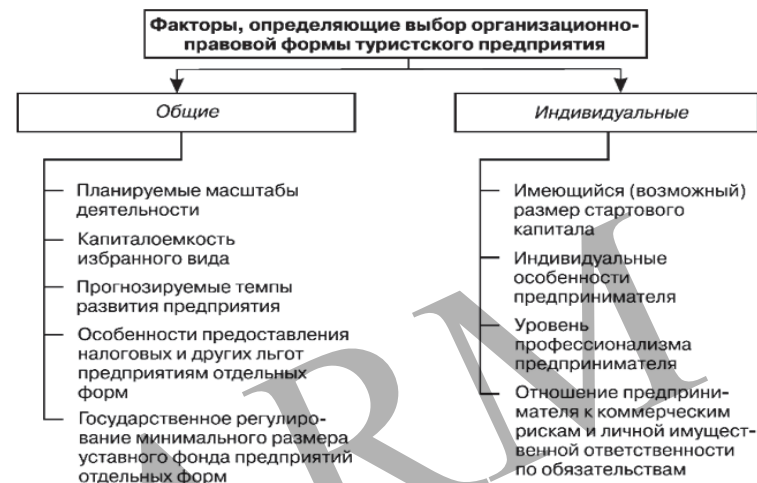 Факторы, определяющие выбор организационно-
правовой формы туристского предприятия
Общие
Планируемые масштабы
деятельности
Капиталоемкость
избранного вида
Прогнозируемые темпы
развития предприятия
Особенности предоставления
налоговых и других льгот
предприятиям отдельных
форм
Государственное регулиро-
вание минимального размера
уставного фонда предприятий
отдельных форм
Индивидуальные
Имеющийся (возможный)
размер стартового
капитала
Индивидуальные
особенности
предпринимателя
Уровень
профессионализма
предпринимателя
Отношение предприни-
мателя к коммерческим
рискам и личной имущест-
венной ответственности
по обязательствам
ARM